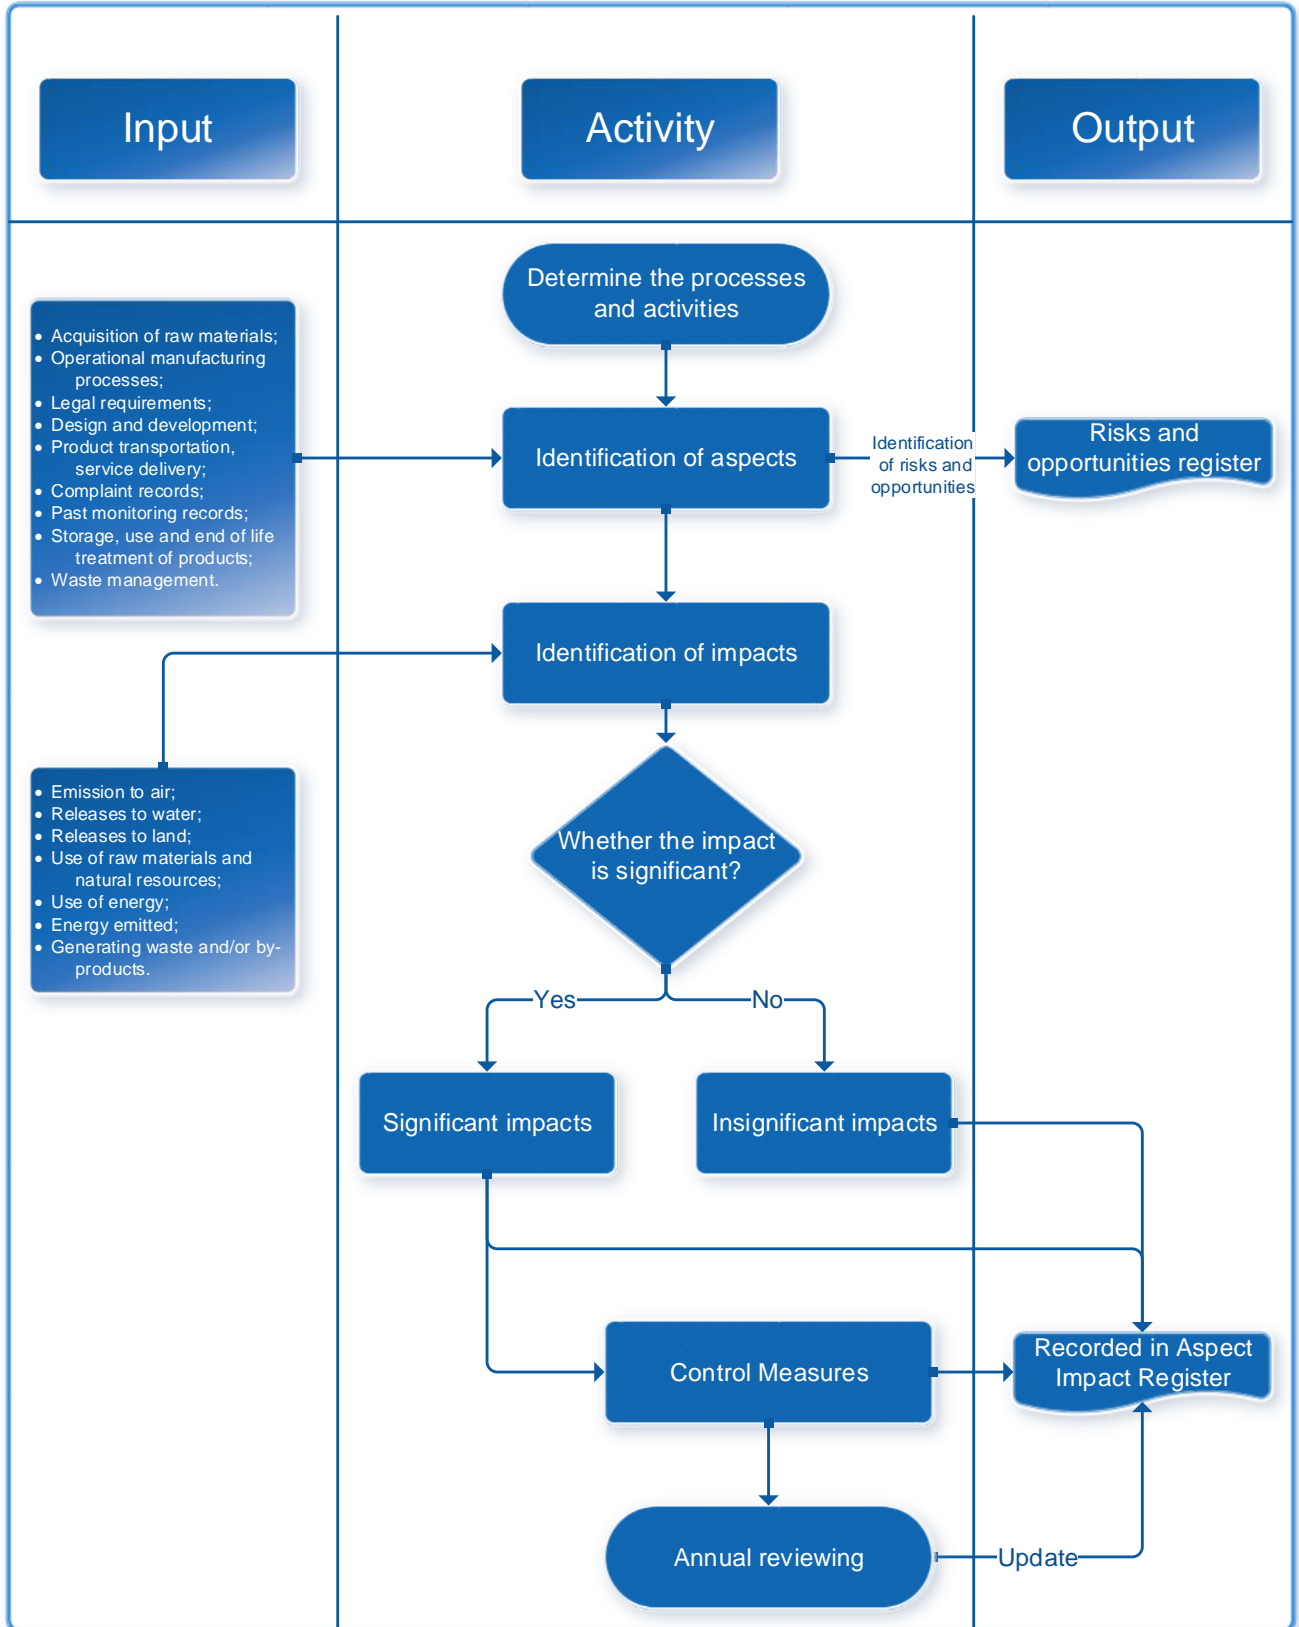 Input
Activity
Output
Determine the processes
and activities
• Acquisition of raw materials;
• Operational manufacturing
processes;
• Legal requirements;
• Design and development;
• Product transportation,
service delivery;
• Complaint records;
• Past monitoring records;
• Storage, use and end of life
treatment of products;
• Waste management.
Identification of aspects
Identification
of risks and
opportunities
Risks and
opportunities register
Identification of impacts
• Emission to air;
• Releases to water;
• Releases to land;
• Use of raw materials and
natural resources;
• Use of energy;
• Energy emitted;
• Generating waste and/or by-
products.
Whether the impact
is significant?
Yes
No
Significant impacts
Insignificant impacts
Control Measures
Recorded in Aspect
Impact Register
Annual reviewing
Update